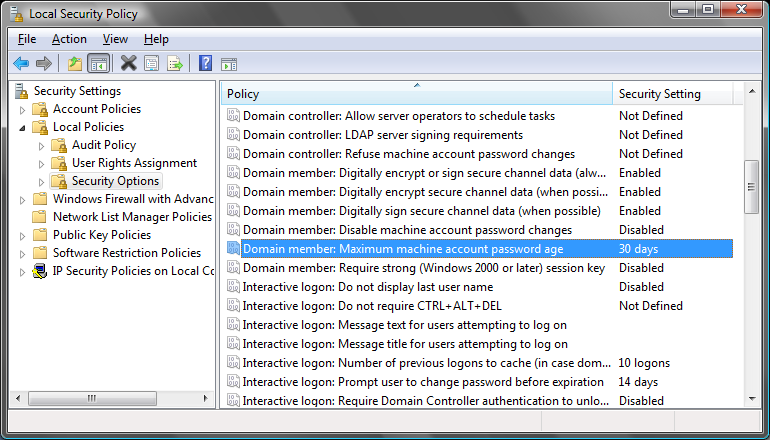 Local Security Policy
File Action View Help
Security Settings
Account Policies
Local Policies
Audit Policy
User Rights Assignment
Security Options
Windows Firewall with Advanc
Network List Manager Policies
Public Key Policies
Software Restriction Policies
IP Security Policies on Local Co
Policy Security Setting
Domain controller: Allow server operators to schedule tasks Not Defined
Domain controller: LDAP server signing requirements Not Defined
Domain controller: Refuse machine account password changes Not Defined
Domain member: Digitally encrypt or sign secure channel data (alw... Enabled
Domain member: Digitally encrypt secure channel data (when possi... Enabled
Domain member: Digitally sign secure channel data (when possible) Enabled
Domain member: Disable machine account password changes Disabled
Domain member: Maximum machine account password age 30 days
Domain member: Require strong (Windows 2000 or later) session key Disabled
Interactive logon: Do not display last user name Disabled
Interactive logon: Do not require CTRL+ALT+DEL Not Defined
Interactive logon: Message text for users attempting to log on
Interactive logon: Message title for users attempting to log on
Interactive logon: Number of previous logons to cache (in case dom... 10 logons
Interactive logon: Prompt user to change password before expiration 14 days
Interactive logon: Require Domain Controller authentication to unlo... Disabled